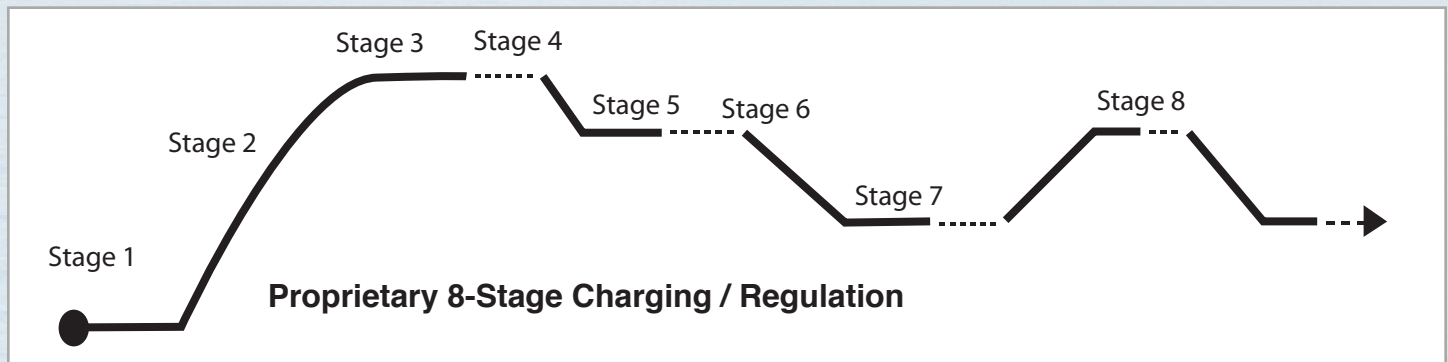 Stage 3
Stage 4
Stage 5
Stage 6
Stage 8
Stage 2
Stage 7
Stage 1
Proprietary 8-Stage Charging / Regulation